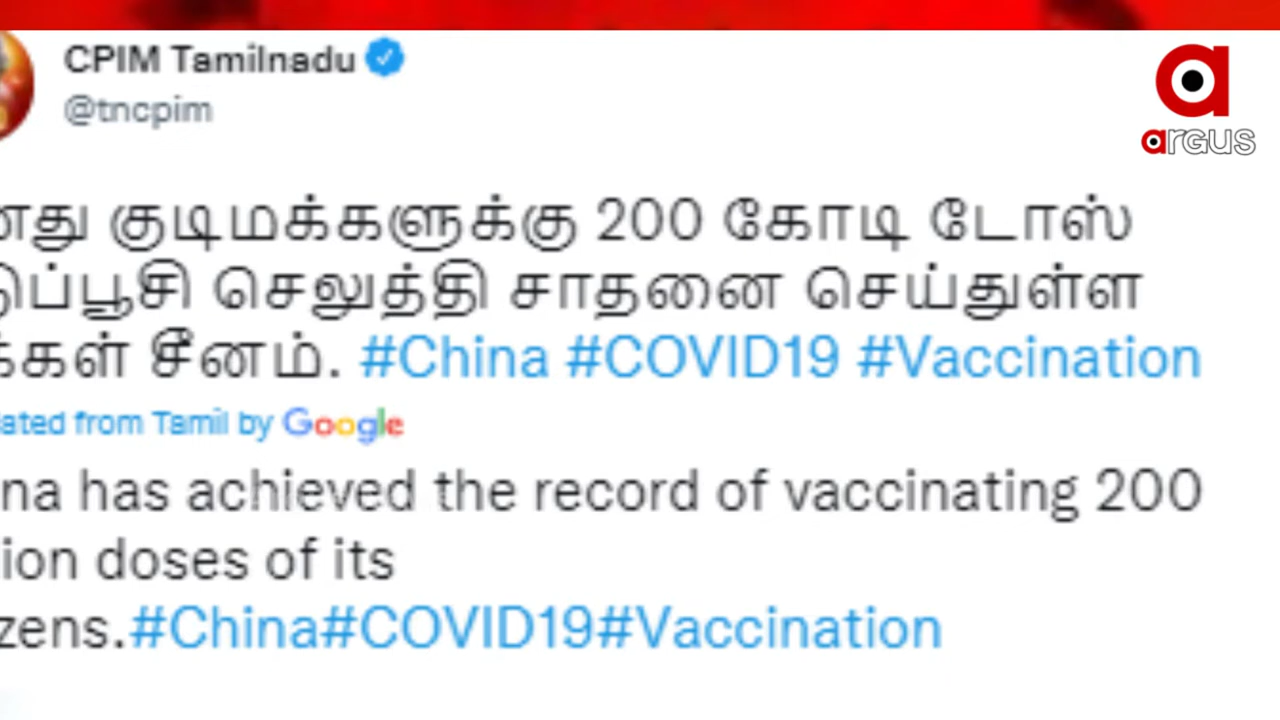 CPIM Tamilnadu
@tncpim
argus
குடிமக்களுக்கு 200 கோடி டோஸ்
செலுத்தி சாதனை செய்துள்ள
சீனம். #China #COVID19 #Vaccination
from Tamil by Google
has achieved the record of vaccinating 200
doses of its
#China#COVID19#Vaccination